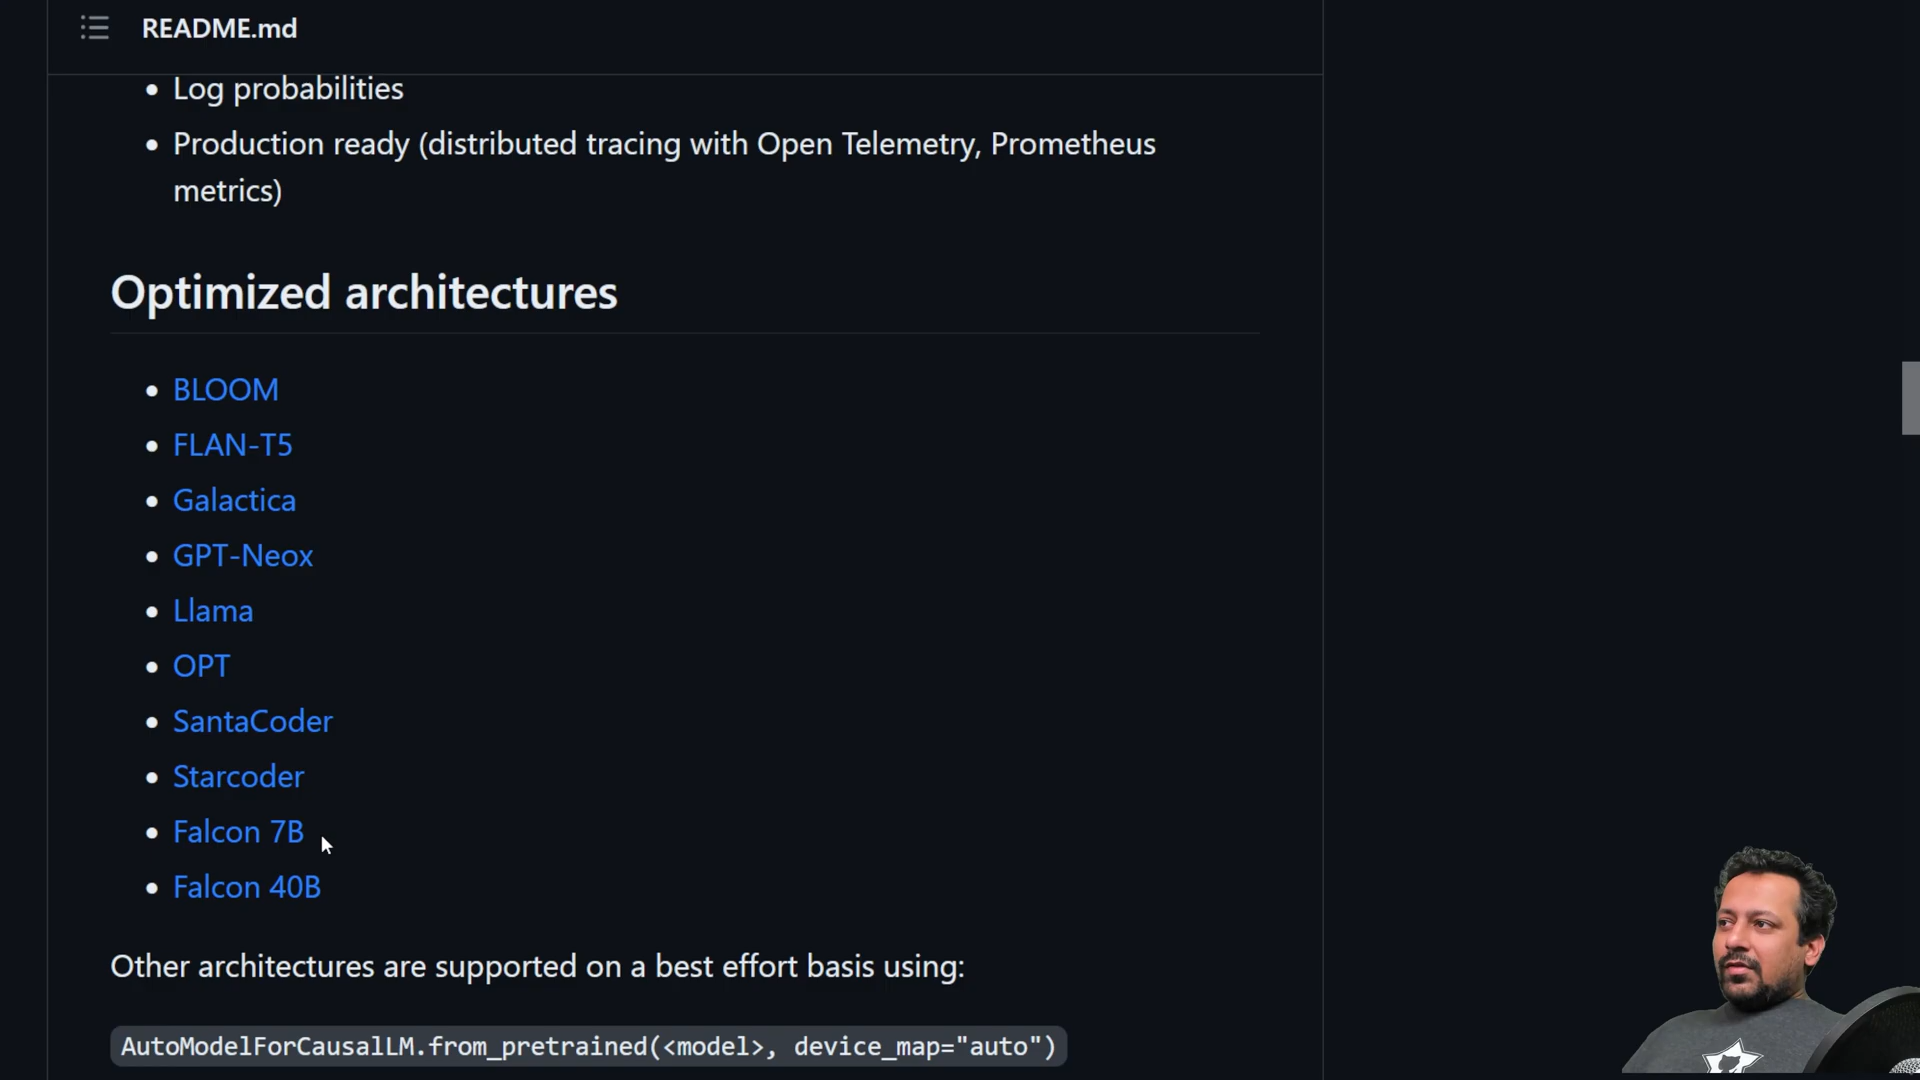 README.md
Log probabilities
Production ready (distributed tracing with Open Telemetry, Prometheus
metrics)
Optimized architectures
BLOOM
FLAN-T5
Galactica
GPT-Neox
Llama
OPT
SantaCoder
Starcoder
Falcon 7B
Falcon 40B
Other architectures are supported on a best effort basis using:
AutoModelForCausalLM.from_pretrained(<model>, device_map="auto")